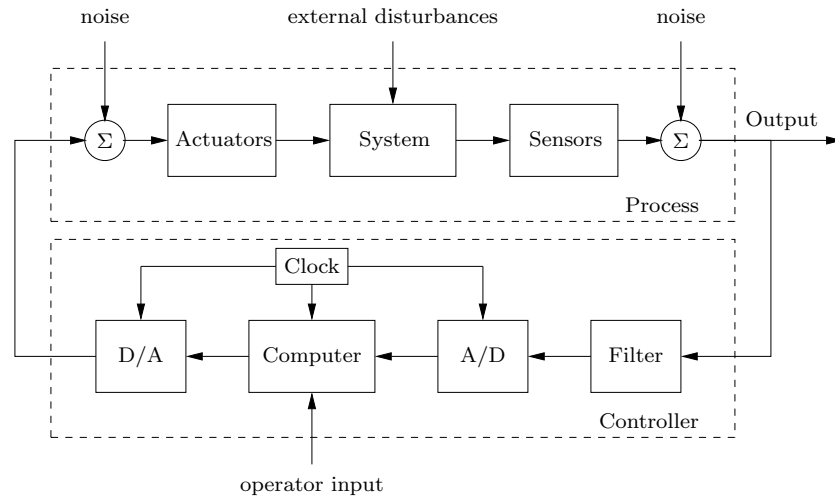 noise
external disturbances
noise
Σ
Actuators
System
Sensors
Σ
Output
Process
Clock
D/A
Computer
A/D
Filter
Controller
operator input